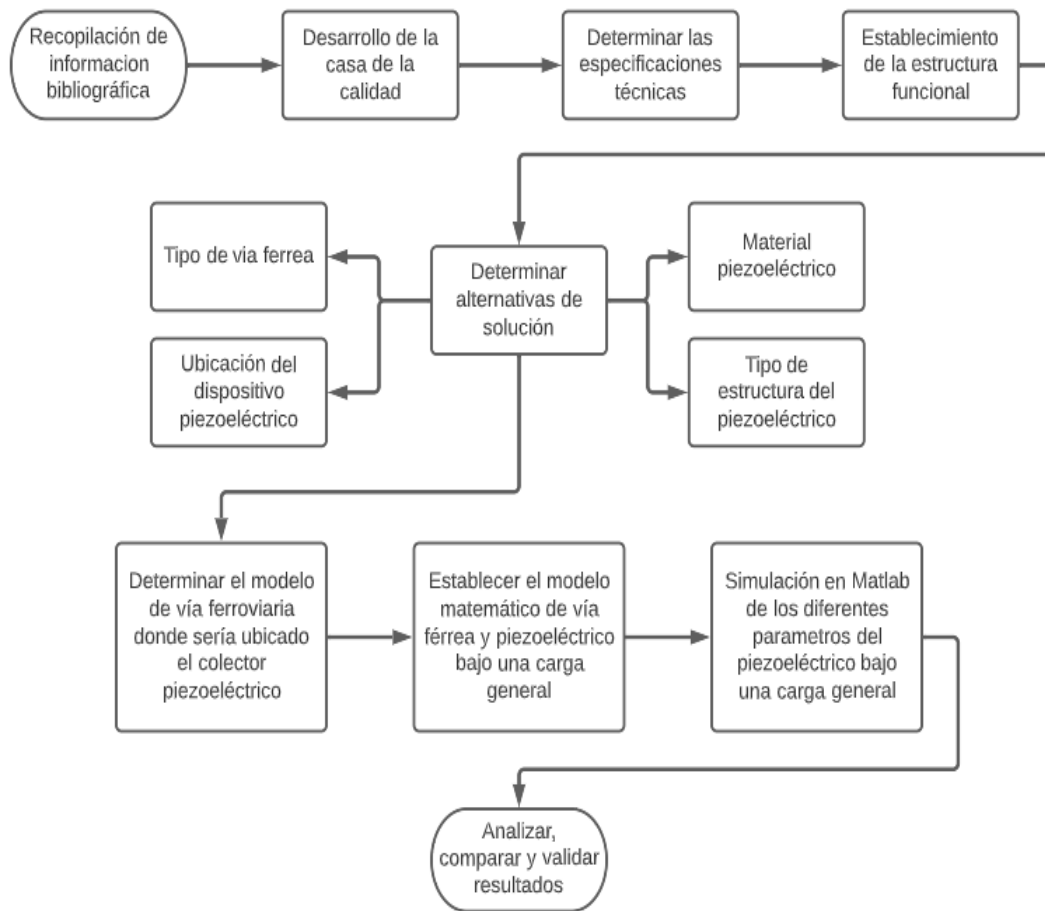 Recopilación de
informacion
bibliográfica
Desarrollo de la
casa de la
calidad
Determinar las
especificaciones
técnicas
Establecimiento
de la estructura
funcional
Tipo de via ferrea
Determinar
alternativas de
solución
Material
piezoeléctrico
Ubicación del
dispositivo
piezoeléctrico
Tipo de
estructura del
piezoeléctrico
Determinar el modelo
de vía ferroviaria
donde sería ubicado
el colector
piezoeléctrico
Establecer el modelo
matemático de vía
férrea y piezoeléctrico
bajo una carga
general
Simulación en Matlab
de los diferentes
parametros del
piezoeléctrico bajo
una carga general
Analizar,
comparar y validar
resultados